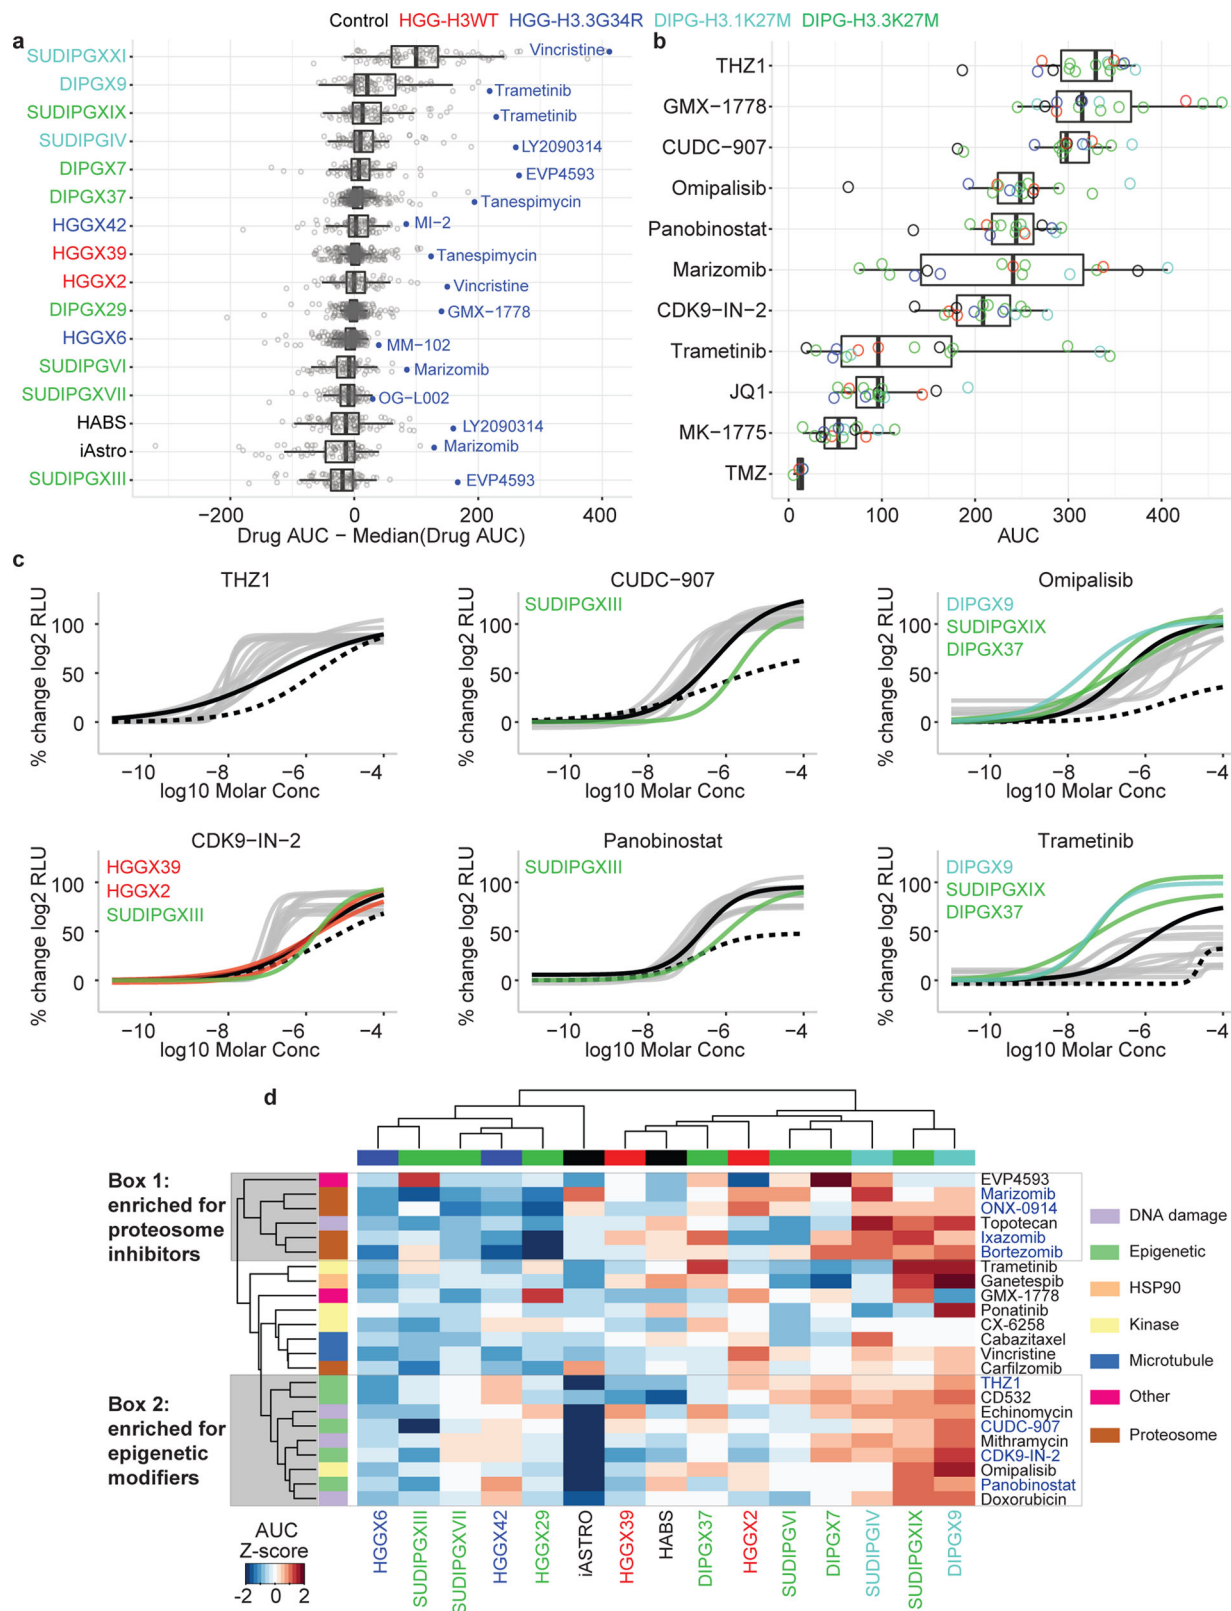 Control HGG-H3WT HGG-H3.3G34R DIPG-H3.1K27M DIPG-H3.3K27M
a
SUDIPGXXI
DIPGX9
SUDIPGXIX
SUDIPGIV
DIPGX7
DIPGX37
HGGX42
HGGX39
HGGX2
DIPGX29
HGGX6
SUDIPGVI
SUDIPGXVII
HABS
iAstro
SUDIPGXIII
Vincristine
Trametinib
Trametinib
LY2090314
EVP4593
Tanespimycin
MI-2
Tanespimycin
Vincristine
GMX-1778
MM-102
Marizomib
OG-L002
LY2090314
Marizomib
EVP4593
−200 0 200 400
Drug AUC − Median(Drug AUC)
b
THZ1
GMX-1778
CUDC-907
Omipalisib
Panobinostat
Marizomib
CDK9-IN-2
Trametinib
JQ1
MK-1775
TMZ
0 100 200 300 400
AUC
c
THZ1
% change log2 RLU
100
50
0
−10 −8 −6 −4
log10 Molar Conc
CUDC-907
SUDIPGXIII
% change log2 RLU
100
50
0
−10 −8 −6 −4
log10 Molar Conc
Omipalisib
DIPGX9
SUDIPGXIX
DIPGX37
% change log2 RLU
100
50
0
−10 −8 −6 −4
log10 Molar Conc
CDK9-IN-2
HGGX39
HGGX2
SUDIPGXIII
% change log2 RLU
100
50
0
−10 −8 −6 −4
log10 Molar Conc
Panobinostat
SUDIPGXIII
% change log2 RLU
100
50
0
−10 −8 −6 −4
log10 Molar Conc
Trametinib
DIPGX9
SUDIPGXIX
DIPGX37
% change log2 RLU
100
50
0
−10 −8 −6 −4
log10 Molar Conc
d
Box 1:
enriched for
proteosome
inhibitors
Box 2:
enriched for
epigenetic
modifiers
EVP4593
Marizomib
ONX-0914
Topotecan
Ixazomib
Bortezomib
Trametinib
Ganetespib
GMX-1778
Ponatinib
CX-6258
Cabazitaxel
Vincristine
Carfilzomib
THZ1
CD532
Echinomycin
CUDC-907
Mithramycin
CDK9-IN-2
Omipalisib
Panobinostat
Doxorubicin
DNA damage
Epigenetic
HSP90
Kinase
Microtubule
Other
Proteosome
HGGX6
SUDIPGXIII
SUDIPGXVII
HGGX42
HGGX29
iASTRO
HGGX39
HABS
DIPGX37
HGGX2
SUDIPGVI
DIPGX7
SUDIPGIV
SUDIPGXIX
DIPGX9
AUC
Z-score
-2 0 2